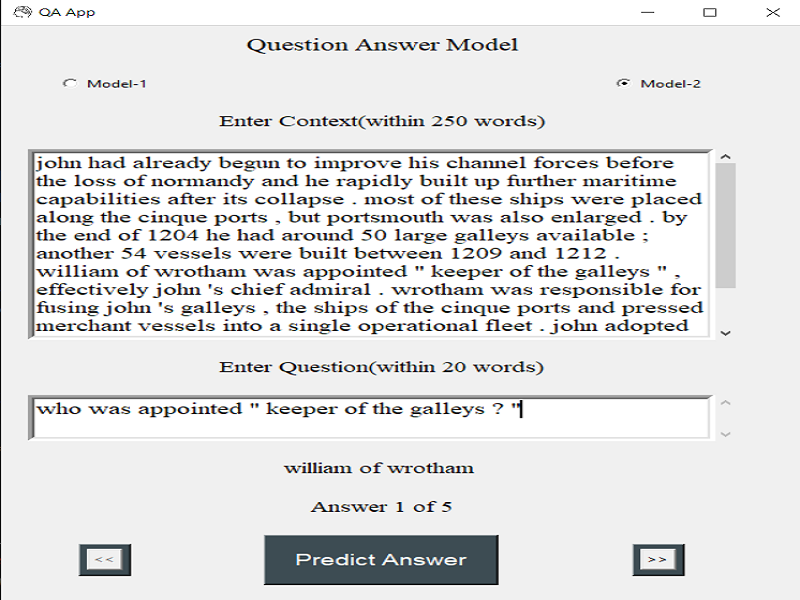 QA App
Question Answer Model
Model-1
Model-2
Enter Context(within 250 words)
john had already begun to improve his channel forces before
the loss of normandy and he rapidly built up further maritime
capabilities after its collapse . most of these ships were placed
along the cinque ports , but portsmouth was also enlarged . by
the end of 1204 he had around 50 large galleys available ;
another 54 vessels were built between 1209 and 1212 .
william of wrotham was appointed " keeper of the galleys " ,
effectively john 's chief admiral . wrotham was responsible for
fusing john 's galleys , the ships of the cinque ports and pressed
merchant vessels into a single operational fleet . john adopted
Enter Question(within 20 words)
who was appointed " keeper of the galleys ? "
william of wrotham
Answer 1 of 5
<<
Predict Answer
>>